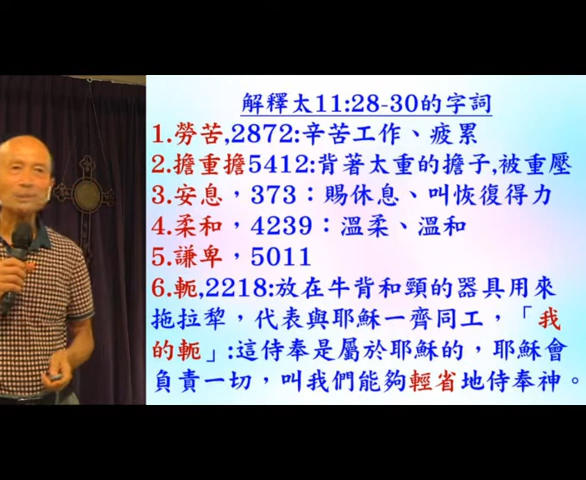 解釋太11:28-30的字詞
1.勞苦,2872:辛苦工作、疲累
2.擔重擔5412:背著太重的擔子,被重壓
3.安息，373：賜休息、叫恢復得力
4.柔和，4239：溫柔、溫和
5.謙卑，5011
6.軛,2218:放在牛背和頸的器具用來
拖拉犂，代表與耶穌一齊同工，「我
的軛」:這侍奉是屬於耶穌的，耶穌會
負責一切，叫我們能夠輕省地侍奉神。